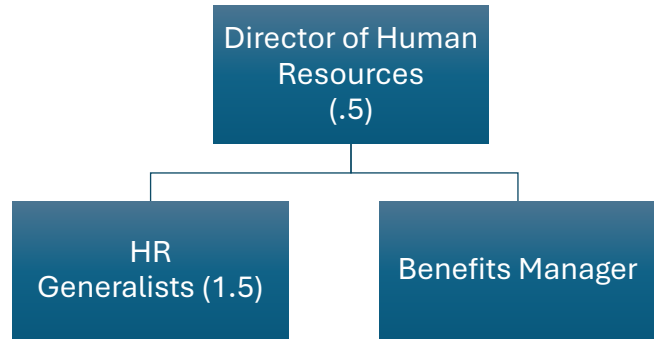 Director of Human
Resources
(.5)
HR
Generalists (1.5)
Benefits Manager